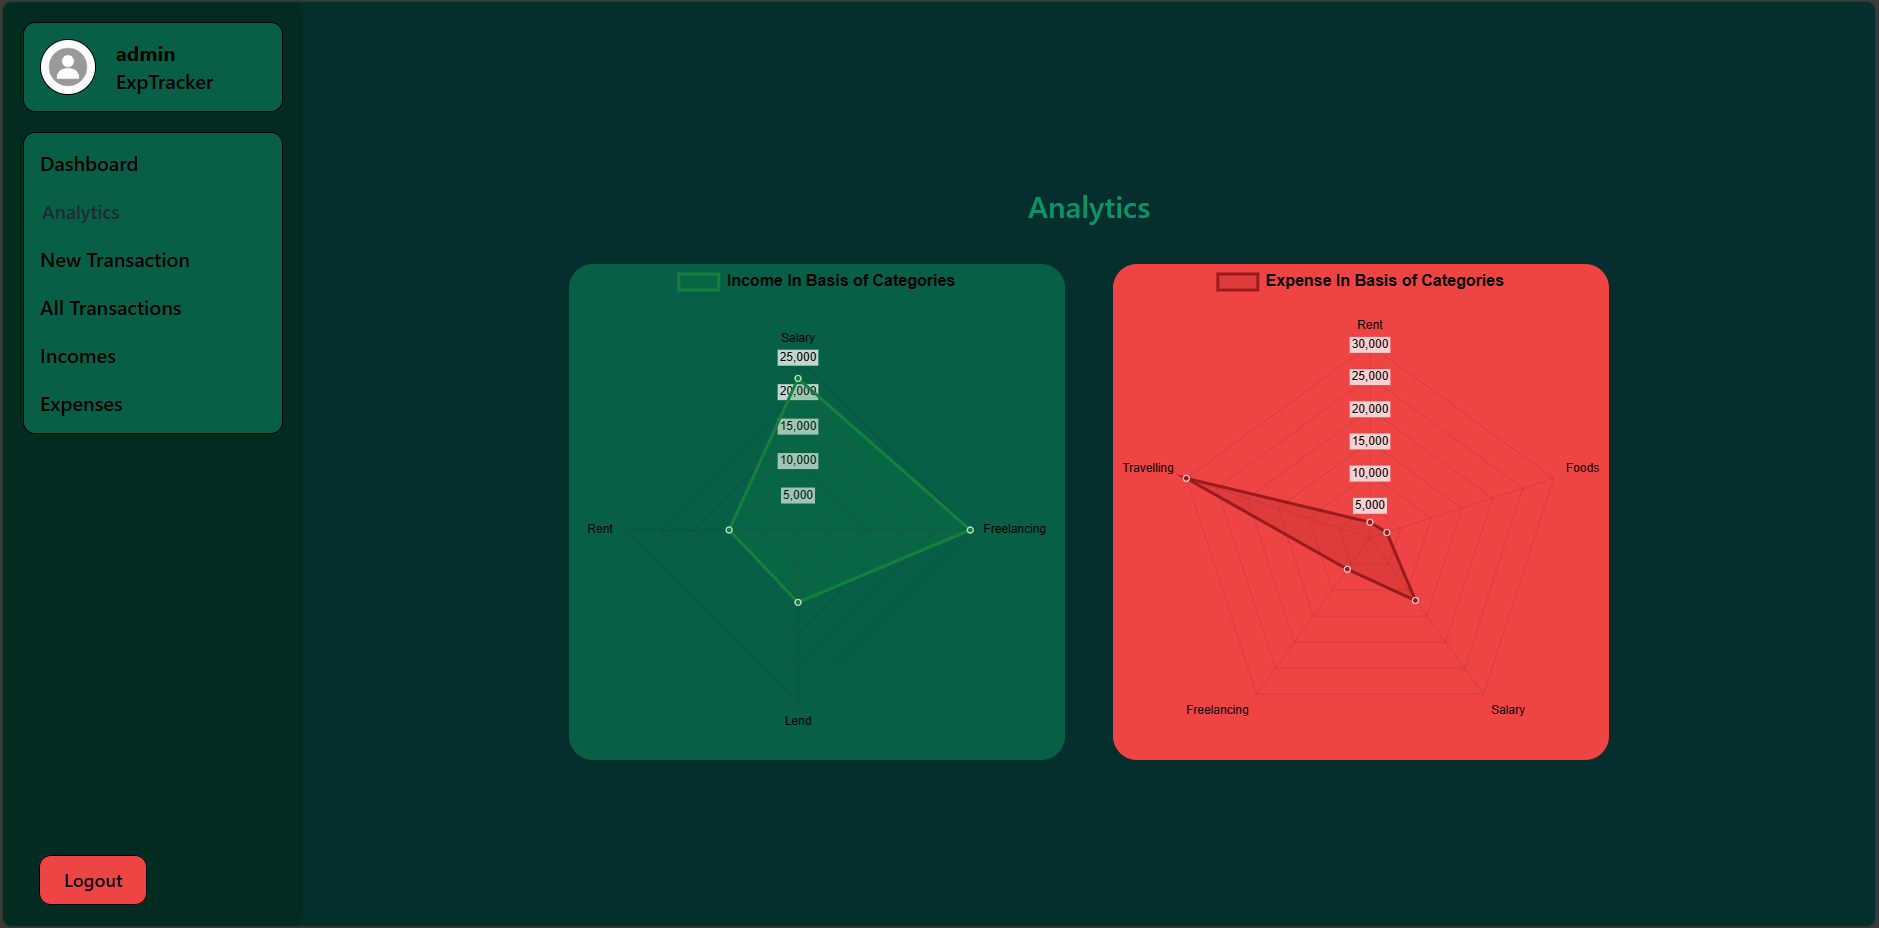 admin
ExpTracker
Dashboard
Analytics
New Transaction
All Transactions
Incomes
Expenses
Logout
Analytics
Income In Basis of Categories
Salary
25,000
20,000
15,000
10,000
5,000
Rent
Freelancing
Lend
Expense In Basis of Categories
Rent
30,000
25,000
20,000
15,000
10,000
5,000
Travelling
Foods
Freelancing
Salary